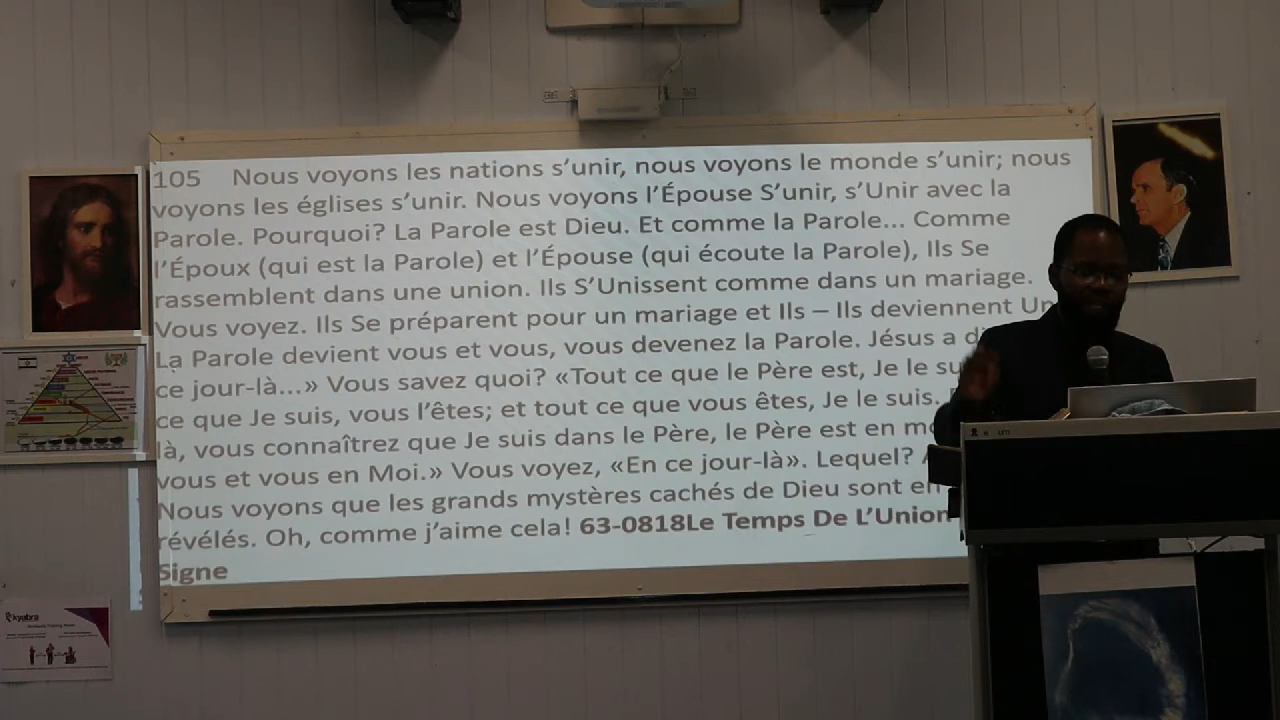 105 Nous voyons les nations s’unir, nous voyons le monde s’unir; nous
voyons les églises s’unir. Nous voyons l’Épouse S’unir, s’Unir avec la
Parole. Pourquoi? La Parole est Dieu. Et comme la Parole... Comme
l’Époux (qui est la Parole) et l’Épouse (qui écoute la Parole), Ils Se
rassemblent dans une union. Ils S’Unissent comme dans un mariage.
Vous voyez. Ils Se préparent pour un mariage et Ils – Ils deviennent Un
La Parole devient vous et vous, vous devenez la Parole. Jésus a
ce jour-là...» Vous savez quoi? «Tout ce que le Père est, Je le
ce que Je suis, vous l’êtes; et tout ce que vous êtes, Je le suis.
là, vous connaîtrez que Je suis dans le Père, le Père est en
vous et vous en Moi.» Vous voyez, «En ce jour-là». Lequel?
Nous voyons que les grands mystères cachés de Dieu sont en
révélés. Oh, comme j’aime cela! 63-0818Le Temps De L’Union
Signe
kyubra